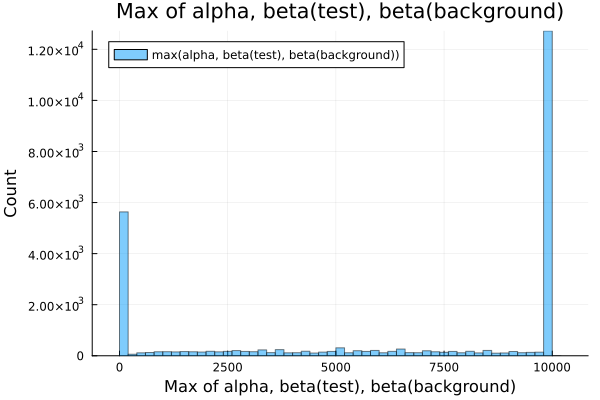 Max of alpha, beta(test), beta(background)
max(alpha, beta(test), beta(background))
Count
1.20×10⁴
1.00×10⁴
8.00×10³
6.00×10³
4.00×10³
2.00×10³
0
0 2500 5000 7500 10000
Max of alpha, beta(test), beta(background)